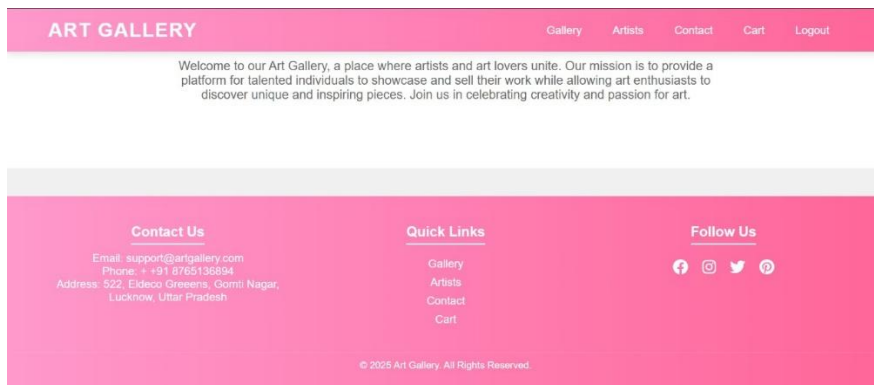 ART GALLERY
Gallery
Artists
Contact
Cart
Logout
Welcome to our Art Gallery, a place where artists and art lovers unite. Our mission is to provide a
platform for talented individuals to showcase and sell their work while allowing art enthusiasts to
discover unique and inspiring pieces. Join us in celebrating creativity and passion for art.
Contact Us
Email: support@artgallery.com
Phone: + +91 8765136894
Address: 522, Eldeco Greeens, Gomti Nagar,
Lucknow, Uttar Pradesh
Quick Links
Gallery
Artists
Contact
Cart
Follow Us
© 2025 Art Gallery. All Rights Reserved.